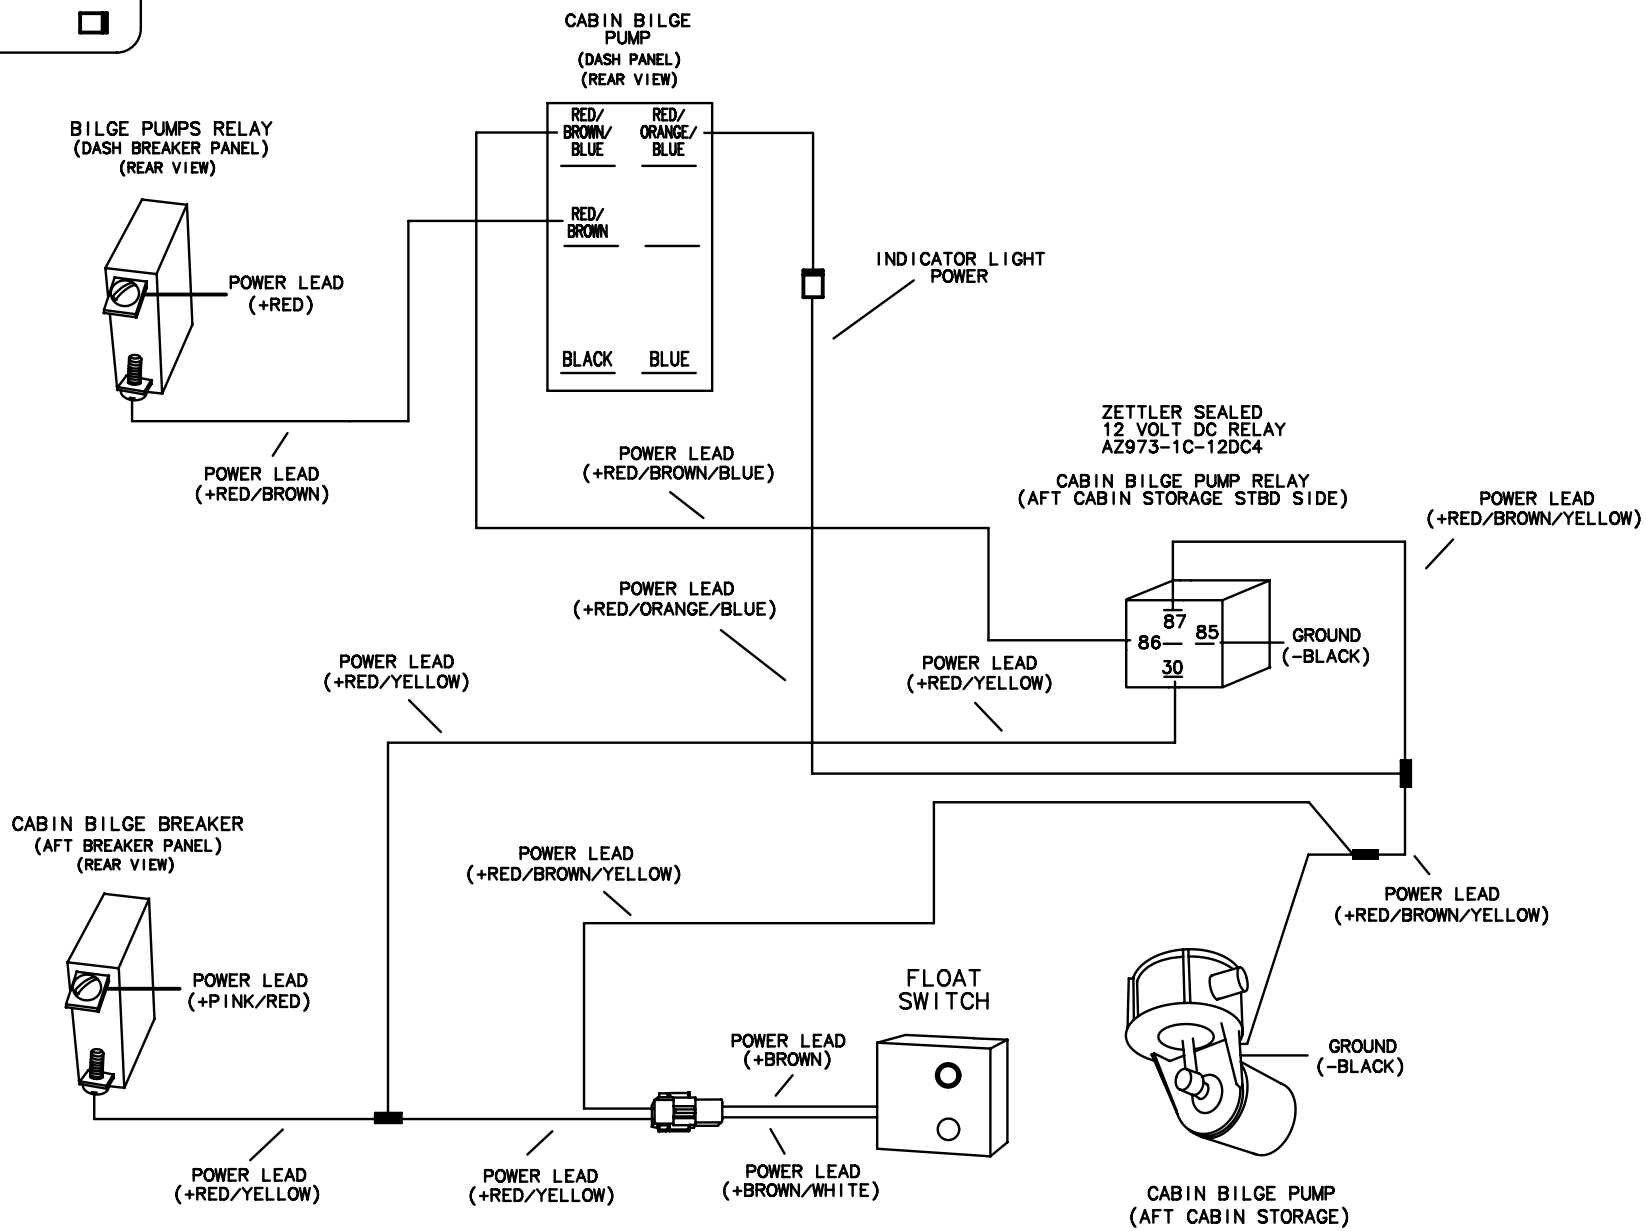 CABIN BILGE
PUMP
(DASH PANEL)
(REAR VIEW)
RED/
BROWN/
BLUE
RED/
ORANGE/
BLUE
RED/
BROWN
BLACK
BLUE
BILGE PUMPS RELAY
(DASH BREAKER PANEL)
(REAR VIEW)
POWER LEAD
(+RED)
INDICATOR LIGHT
POWER
POWER LEAD
(+RED/BROWN)
POWER LEAD
(+RED/BROWN/BLUE)
ZETTLER SEALED
12 VOLT DC RELAY
AZ973-1C-12DC4
CABIN BILGE PUMP RELAY
(AFT CABIN STORAGE STBD SIDE)
POWER LEAD
(+RED/BROWN/YELLOW)
POWER LEAD
(+RED/ORANGE/BLUE)
87
86
85
30
GROUND
(-BLACK)
POWER LEAD
(+RED/YELLOW)
POWER LEAD
(+RED/YELLOW)
CABIN BILGE BREAKER
(AFT BREAKER PANEL)
(REAR VIEW)
POWER LEAD
(+RED/BROWN/YELLOW)
POWER LEAD
(+RED/BROWN/YELLOW)
POWER LEAD
(+PINK/RED)
FLOAT
SWITCH
POWER LEAD
(+BROWN)
GROUND
(-BLACK)
POWER LEAD
(+RED/YELLOW)
POWER LEAD
(+RED/YELLOW)
POWER LEAD
(+BROWN/WHITE)
CABIN BILGE PUMP
(AFT CABIN STORAGE)